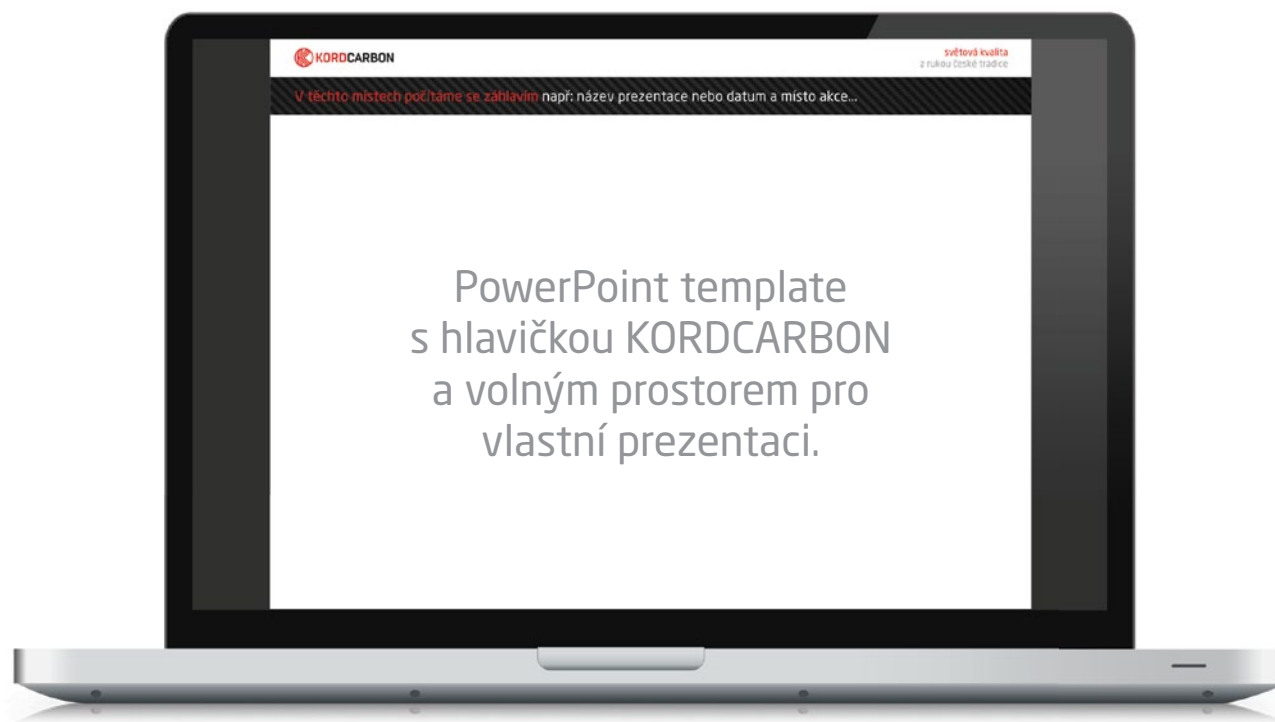 KORDCARBON
světová kvalita
z rukou české tradice
V těchto místech počítáme se záhlavím např: název prezentace nebo datum a místo akce...
PowerPoint template
s hlavičkou KORDCARBON
a volným prostorem pro
vlastní prezentaci.